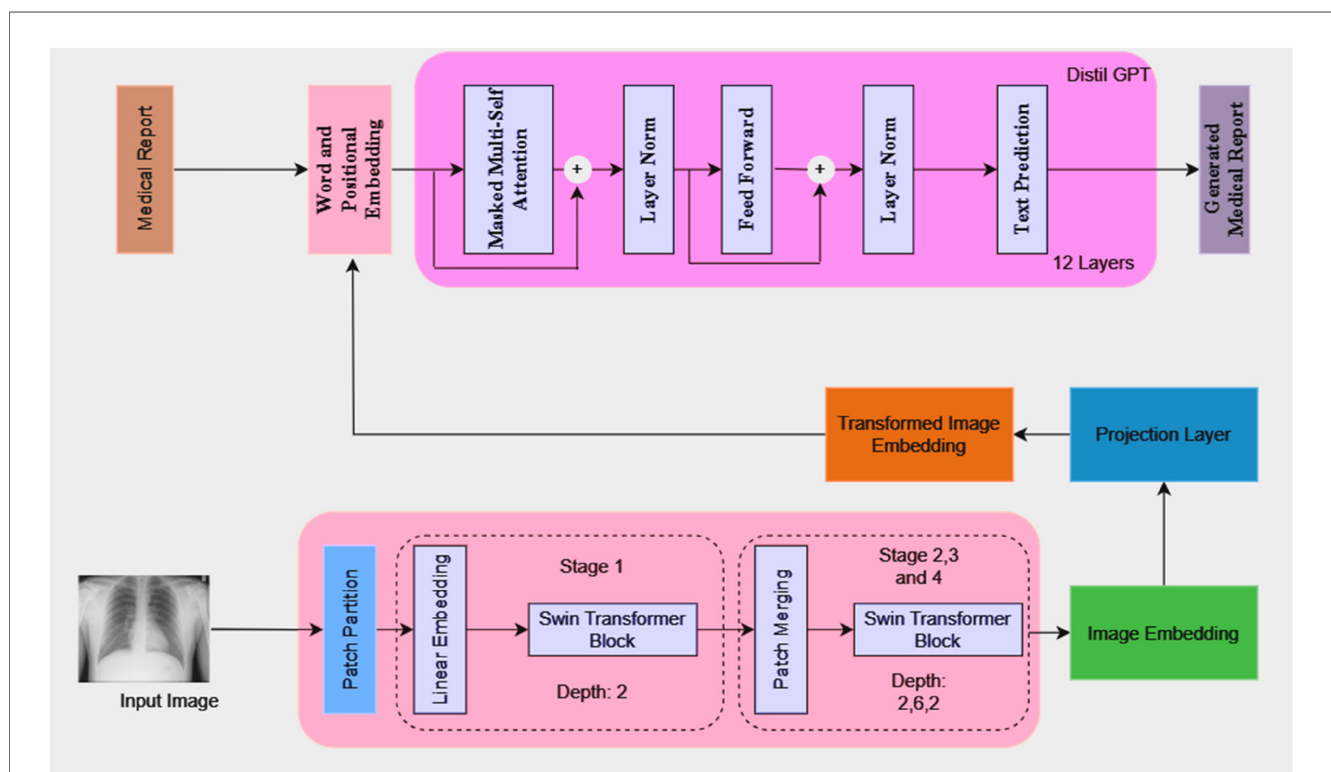 Distil GPT
Medical Report
Word and
Positional
Embedding
Masked Multi-Self
Attention
+
Layer Norm
Feed Forward
+
Layer Norm
Text Prediction
Generated
Medical Report
12 Layers
Transformed Image
Embedding
Projection Layer
Patch Partition
Linear Embedding
Stage 1
Swin Transformer
Block
Depth: 2
Patch Merging
Stage 2,3
and 4
Swin Transformer
Block
Depth:
2,6,2
Image Embedding
Input Image